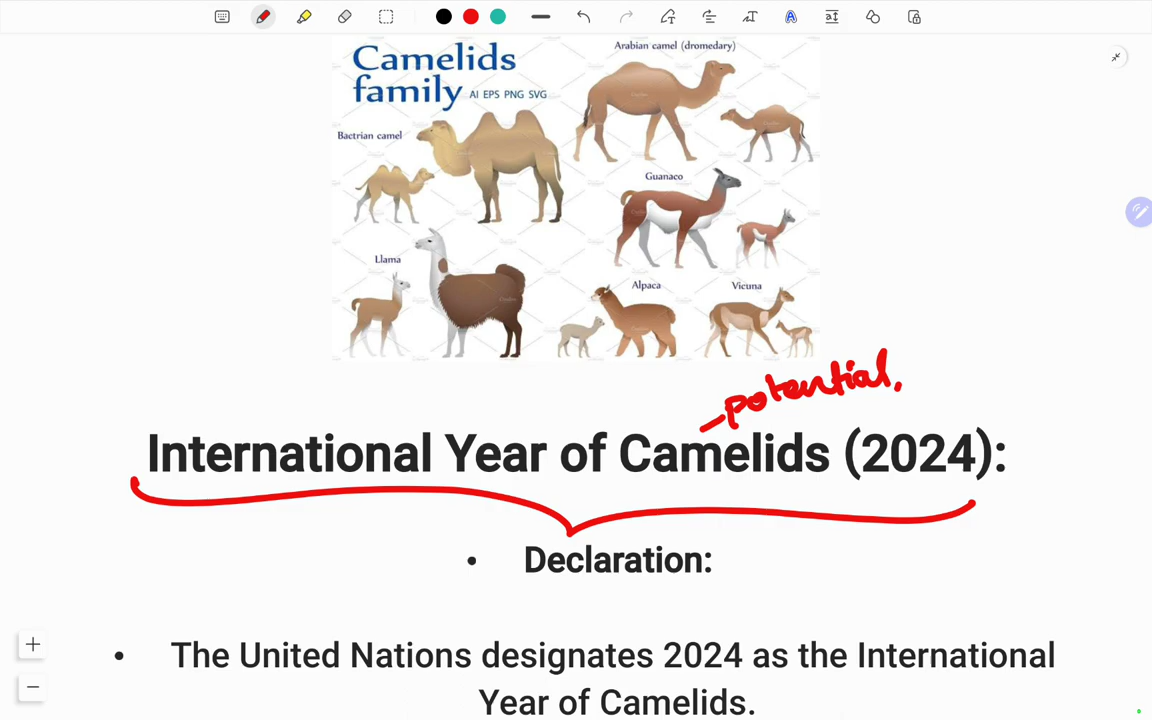 Camelids
family AI EPS PNG SVG
Arabian camel (dromedary)
Bactrian camel
Guanaco
Llama
Alpaca
Vicuna
-potential.
International Year of Camelids (2024):
• Declaration:
• The United Nations designates 2024 as the International
Year of Camelids.